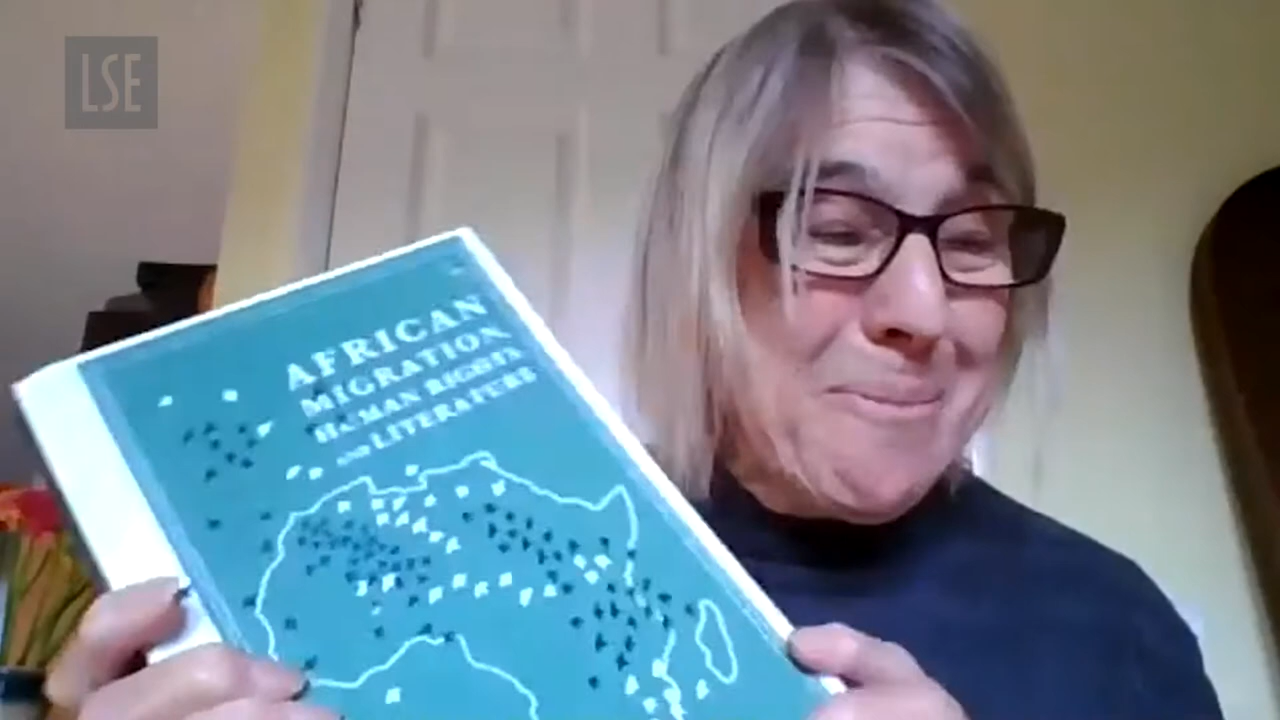 LSE
AFRICAN
MIGRATION
HUMAN RIGHTS
AND LITERATURE